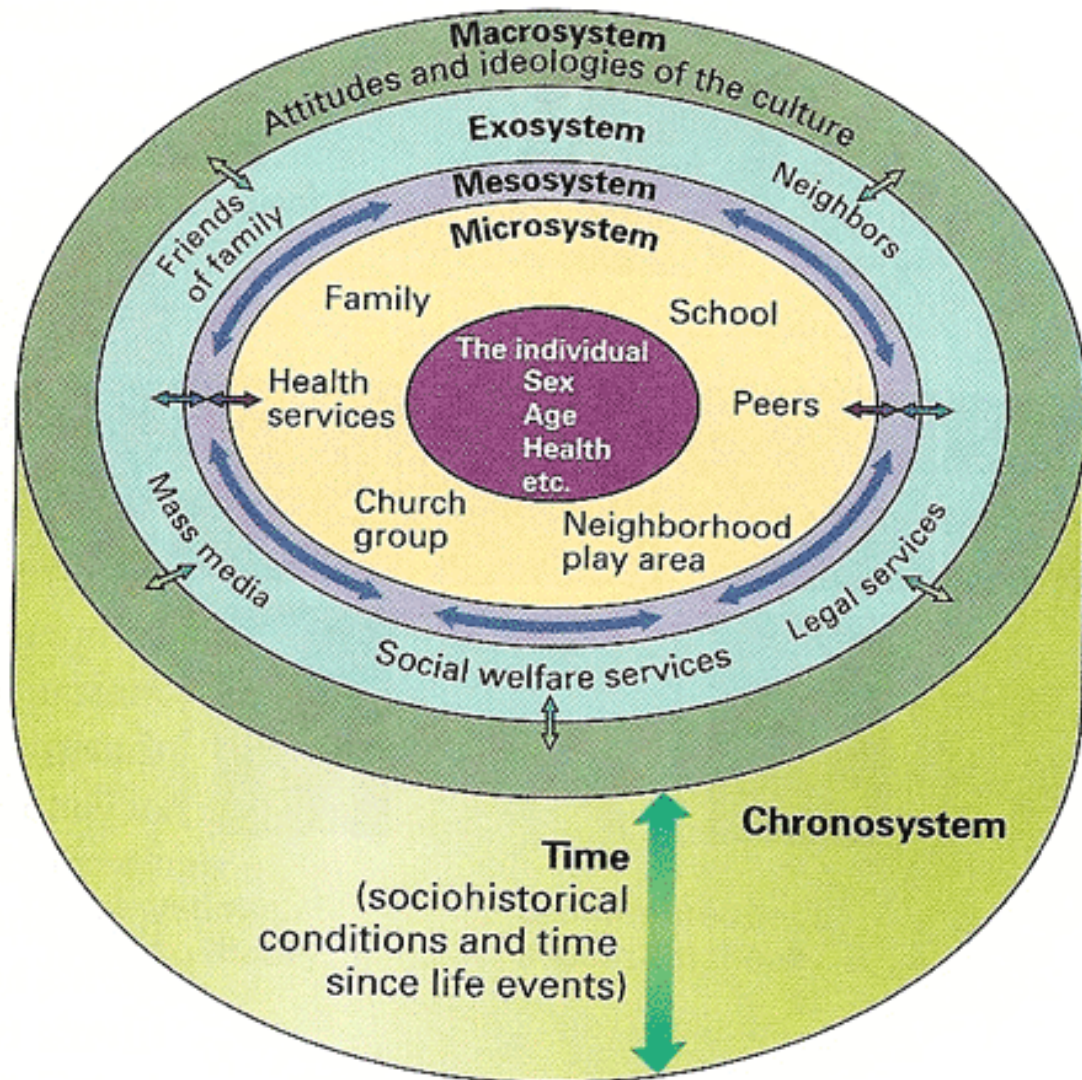 Macrosystem
Attitudes and ideologies of the culture
Exosystem
Mesosystem
Microsystem
Friends
of family
Neighbors
Family
School
The individual
Sex
Age
Health
etc.
Health
services
Peers
Church
group
Neighborhood
play area
Mass media
Legal services
Social welfare services
Chronosystem
Time
(sociohistorical
conditions and time
since life events)